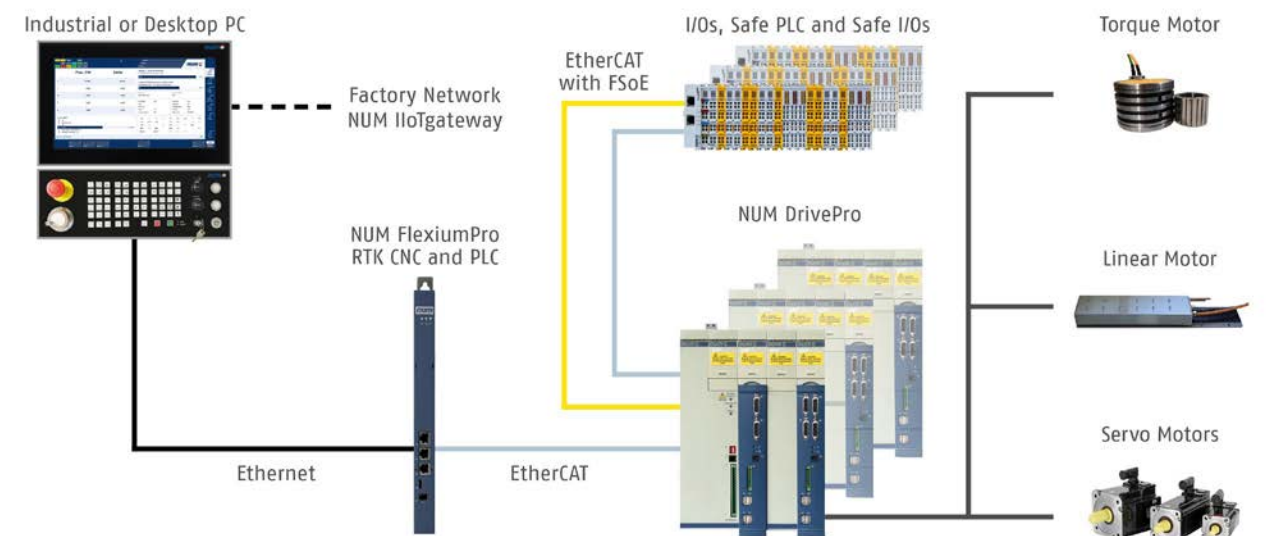 Industrial or Desktop PC
I/Os, Safe PLC and Safe I/Os
Torque Motor
EtherCAT
with FSoE
Factory Network
NUM IIoTgateway
NUM DrivePro
NUM FlexiumPro
RTK CNC and PLC
Linear Motor
Servo Motors
Ethernet
EtherCAT